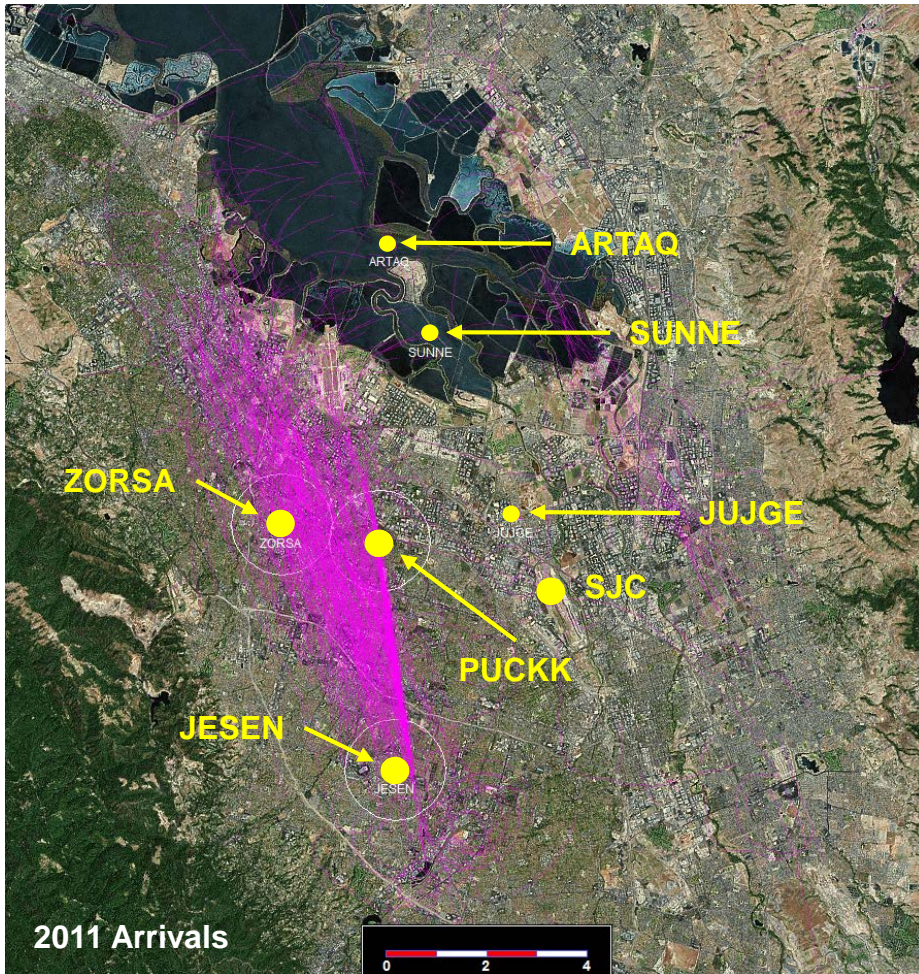 ARTAQ
ARTAQ
SUNNE
SUNNE
ZORSA
ZORSA
JUJGE
JUJGE
SJC
PUCKK
JESEN
JESEN
2011 Arrivals
0 2 4